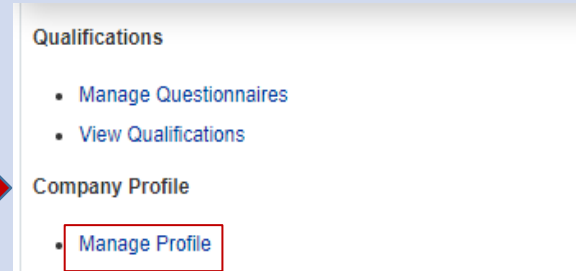 Qualifications
• Manage Questionnaires
• View Qualifications
Company Profile
• Manage Profile